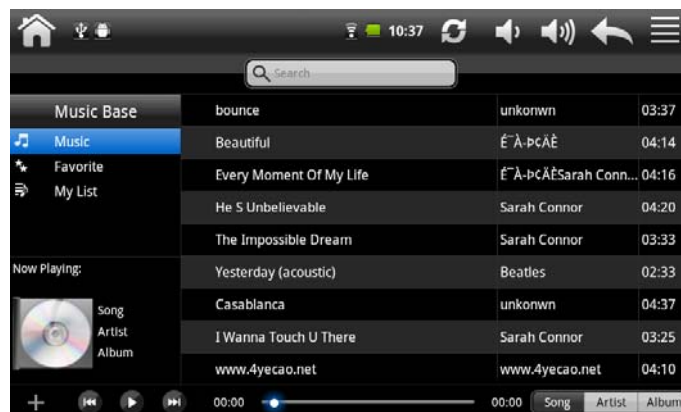 10:37
Search
Music Base
Music
Favorite
My List
bounce unkonwn 03:37
Beautiful É¯À-Þ¢ÄÈ 04:14
Every Moment Of My Life É¯À-Þ¢ÄÈSarah Conn... 04:16
He S Unbelievable Sarah Connor 04:20
The Impossible Dream Sarah Connor 03:33
Yesterday (acoustic) Beatles 02:33
Casablanca unkonwn 04:37
I Wanna Touch U There Sarah Connor 03:25
www.4yecao.net www.4yecao.net 04:10
Now Playing:
Song
Artist
Album
00:00 00:00 Song Artist Album